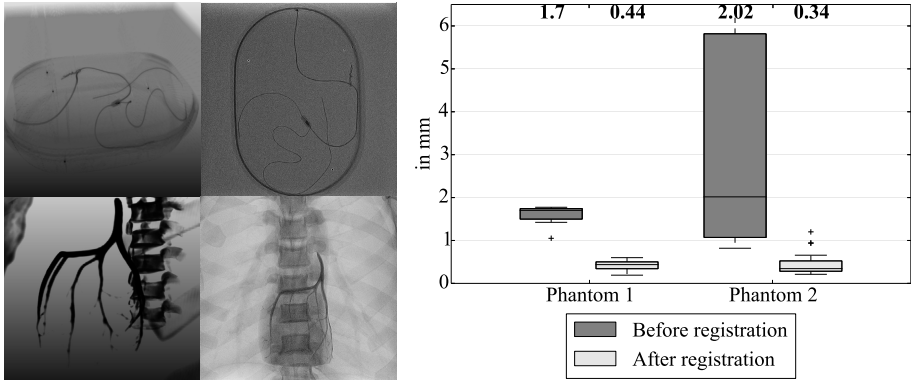 1.7 0.44 2.02 0.34
6
5
4
3
2
1
0
in mm
Phantom 1 Phantom 2
Before registration
After registration